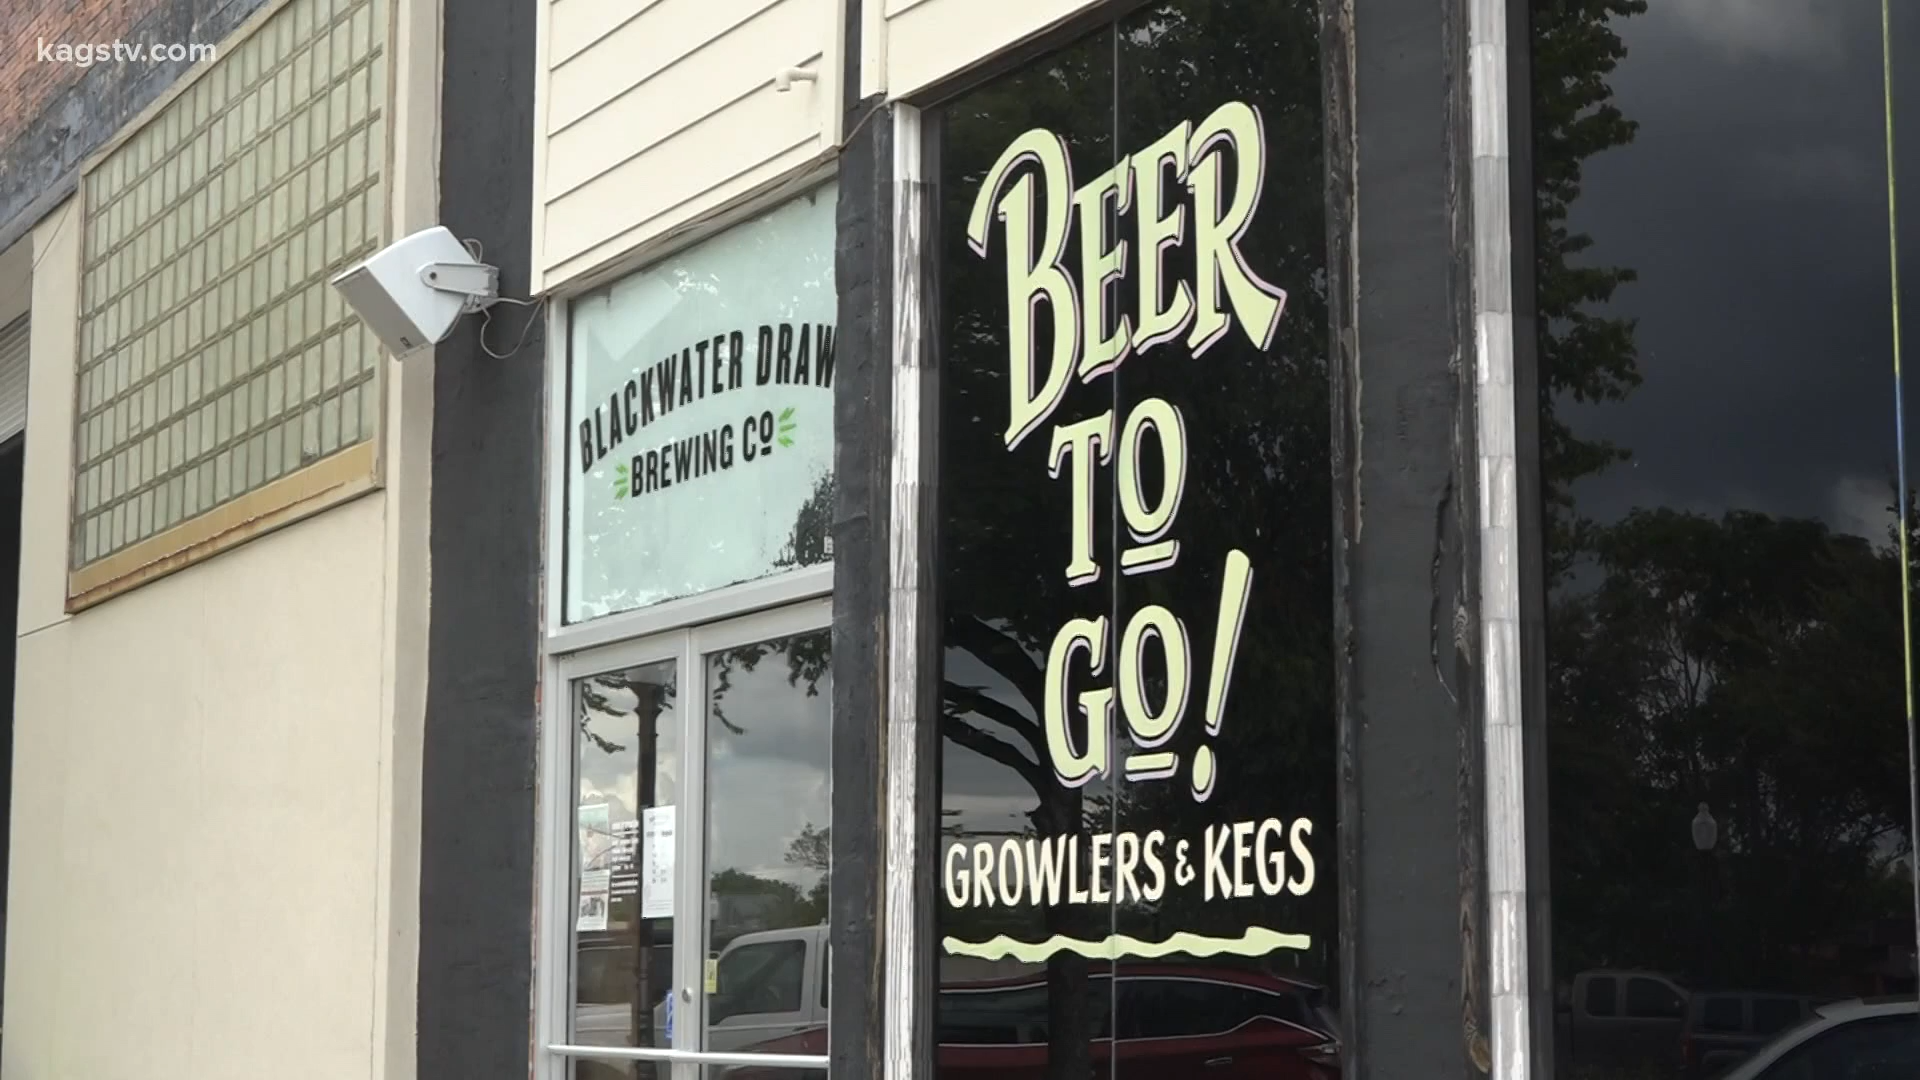 kagstv.com
BLACKWATER DRAW
BREWING CO
BEER
TO
GO!
GROWLERS & KEGS